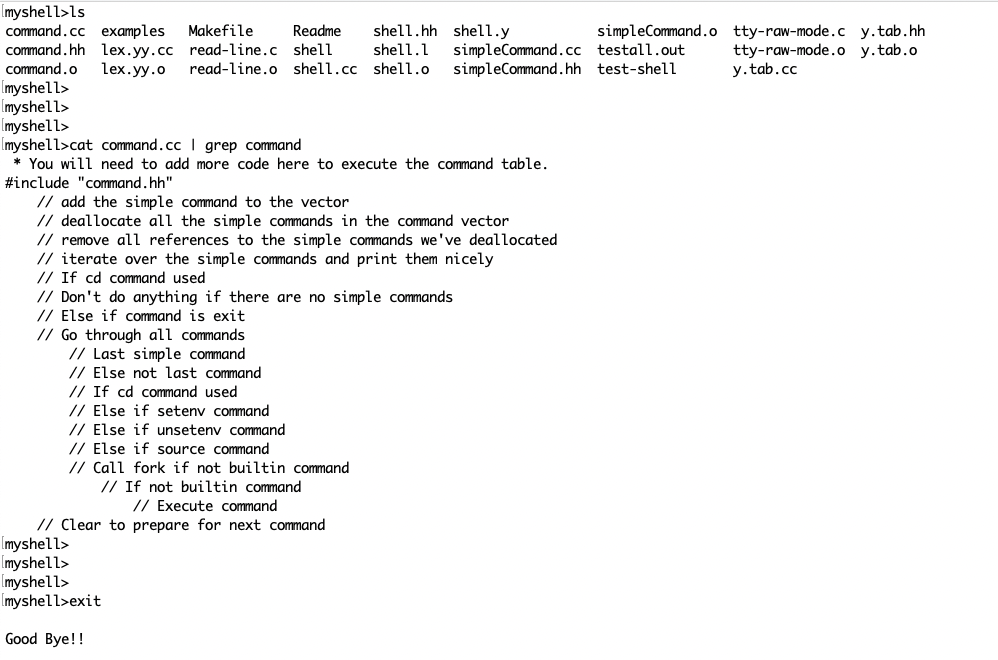 myshell>ls
command.cc  examples  Makefile    Readme    shell.hh  shell.y           simpleCommand.o  tty-raw-mode.c  y.tab.hh
command.hh  lex.yy.cc  read-line.c  shell     shell.l   simpleCommand.cc  testall.out      tty-raw-mode.o  y.tab.o
command.o   lex.yy.o   read-line.o  shell.cc  shell.o   simpleCommand.hh  test-shell       y.tab.cc
myshell>
myshell>
myshell>
myshell>cat command.cc | grep command
 * You will need to add more code here to execute the command table.
#include "command.hh"
    // add the simple command to the vector
    // deallocate all the simple commands in the command vector
    // remove all references to the simple commands we've deallocated
    // iterate over the simple commands and print them nicely
    // If cd command used
    // Don't do anything if there are no simple commands
    // Else if command is exit
    // Go through all commands
        // Last simple command
        // Else not last command
        // If cd command used
        // Else if setenv command
        // Else if unsetenv command
        // Else if source command
        // Call fork if not builtin command
            // If not builtin command
                // Execute command
    // Clear to prepare for next command
myshell>
myshell>
myshell>
myshell>exit

Good Bye!!